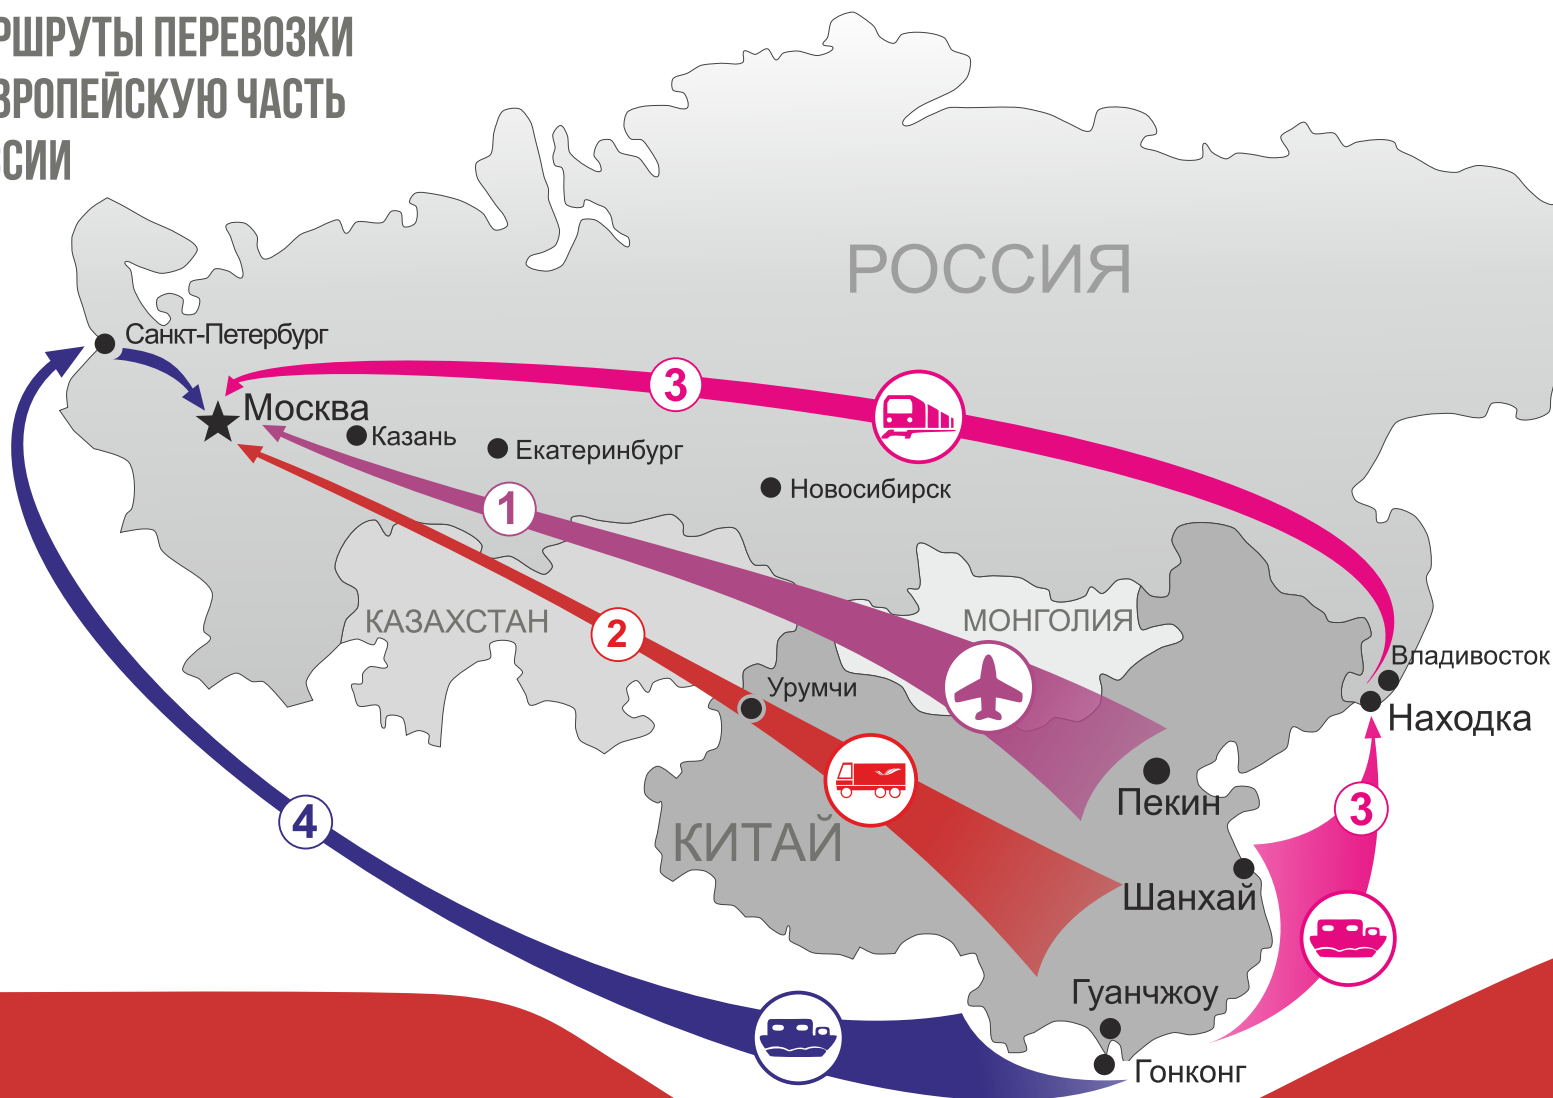 РШРУТЫ ПЕРЕВОЗКИ
ВРОПЕЙСКУЮ ЧАСТЬ
ССИИ
РОССИЯ
Санкт-Петербург
3
Москва
Казань
Екатеринбург
Новосибирск
1
КАЗАХСТАН
МОНГОЛИЯ
2
Владивосток
Урумчи
Находка
Пекин
3
4
КИТАЙ
Шанхай
Гуанчжоу
Гонконг